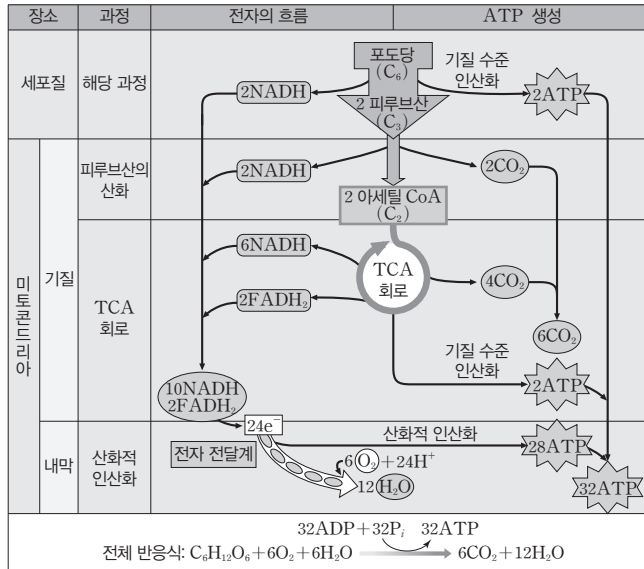 장소
과정
전자의 흐름
ATP 생성
세포질
해당 과정
포도당
(C₆)
2 피루브산
(C₃)
2NADH
기질 수준
인산화
2ATP
미토콘드리아
기질
피루브산의
산화
2NADH
2CO₂
2 아세틸 CoA
(C₂)
TCA
회로
6NADH
TCA
회로
4CO₂
2FADH₂
6CO₂
기질 수준
인산화
2ATP
10NADH
2FADH₂
내막
산화적
인산화
24e⁻
전자 전달계
산화적 인산화
28ATP
6O₂+24H⁺
12H₂O
32ATP
32ADP+32Pᵢ 32ATP
전체 반응식: C₆H₁₂O₆+6O₂+6H₂O 6CO₂+12H₂O